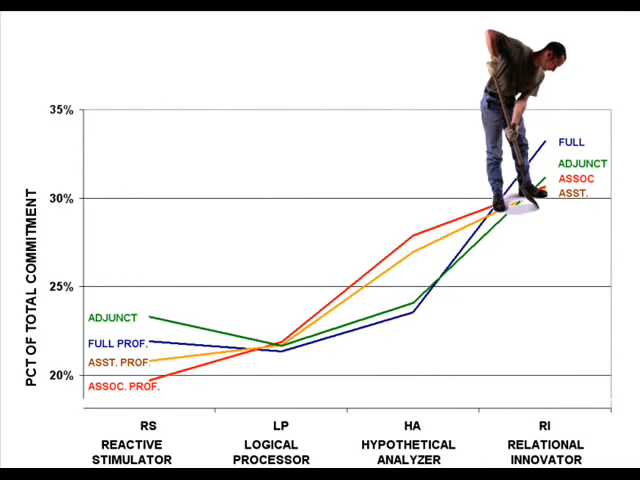 35%
30%
25%
20%
PCT OF TOTAL COMMITMENT
FULL
ADJUNCT
ASSOC
ASST.
ADJUNCT
FULL PROF.
ASST. PROF.
ASSOC. PROF.
RS
LP
HA
RI
REACTIVE
STIMULATOR
LOGICAL
PROCESSOR
HYPOTHETICAL
ANALYZER
RELATIONAL
INNOVATOR